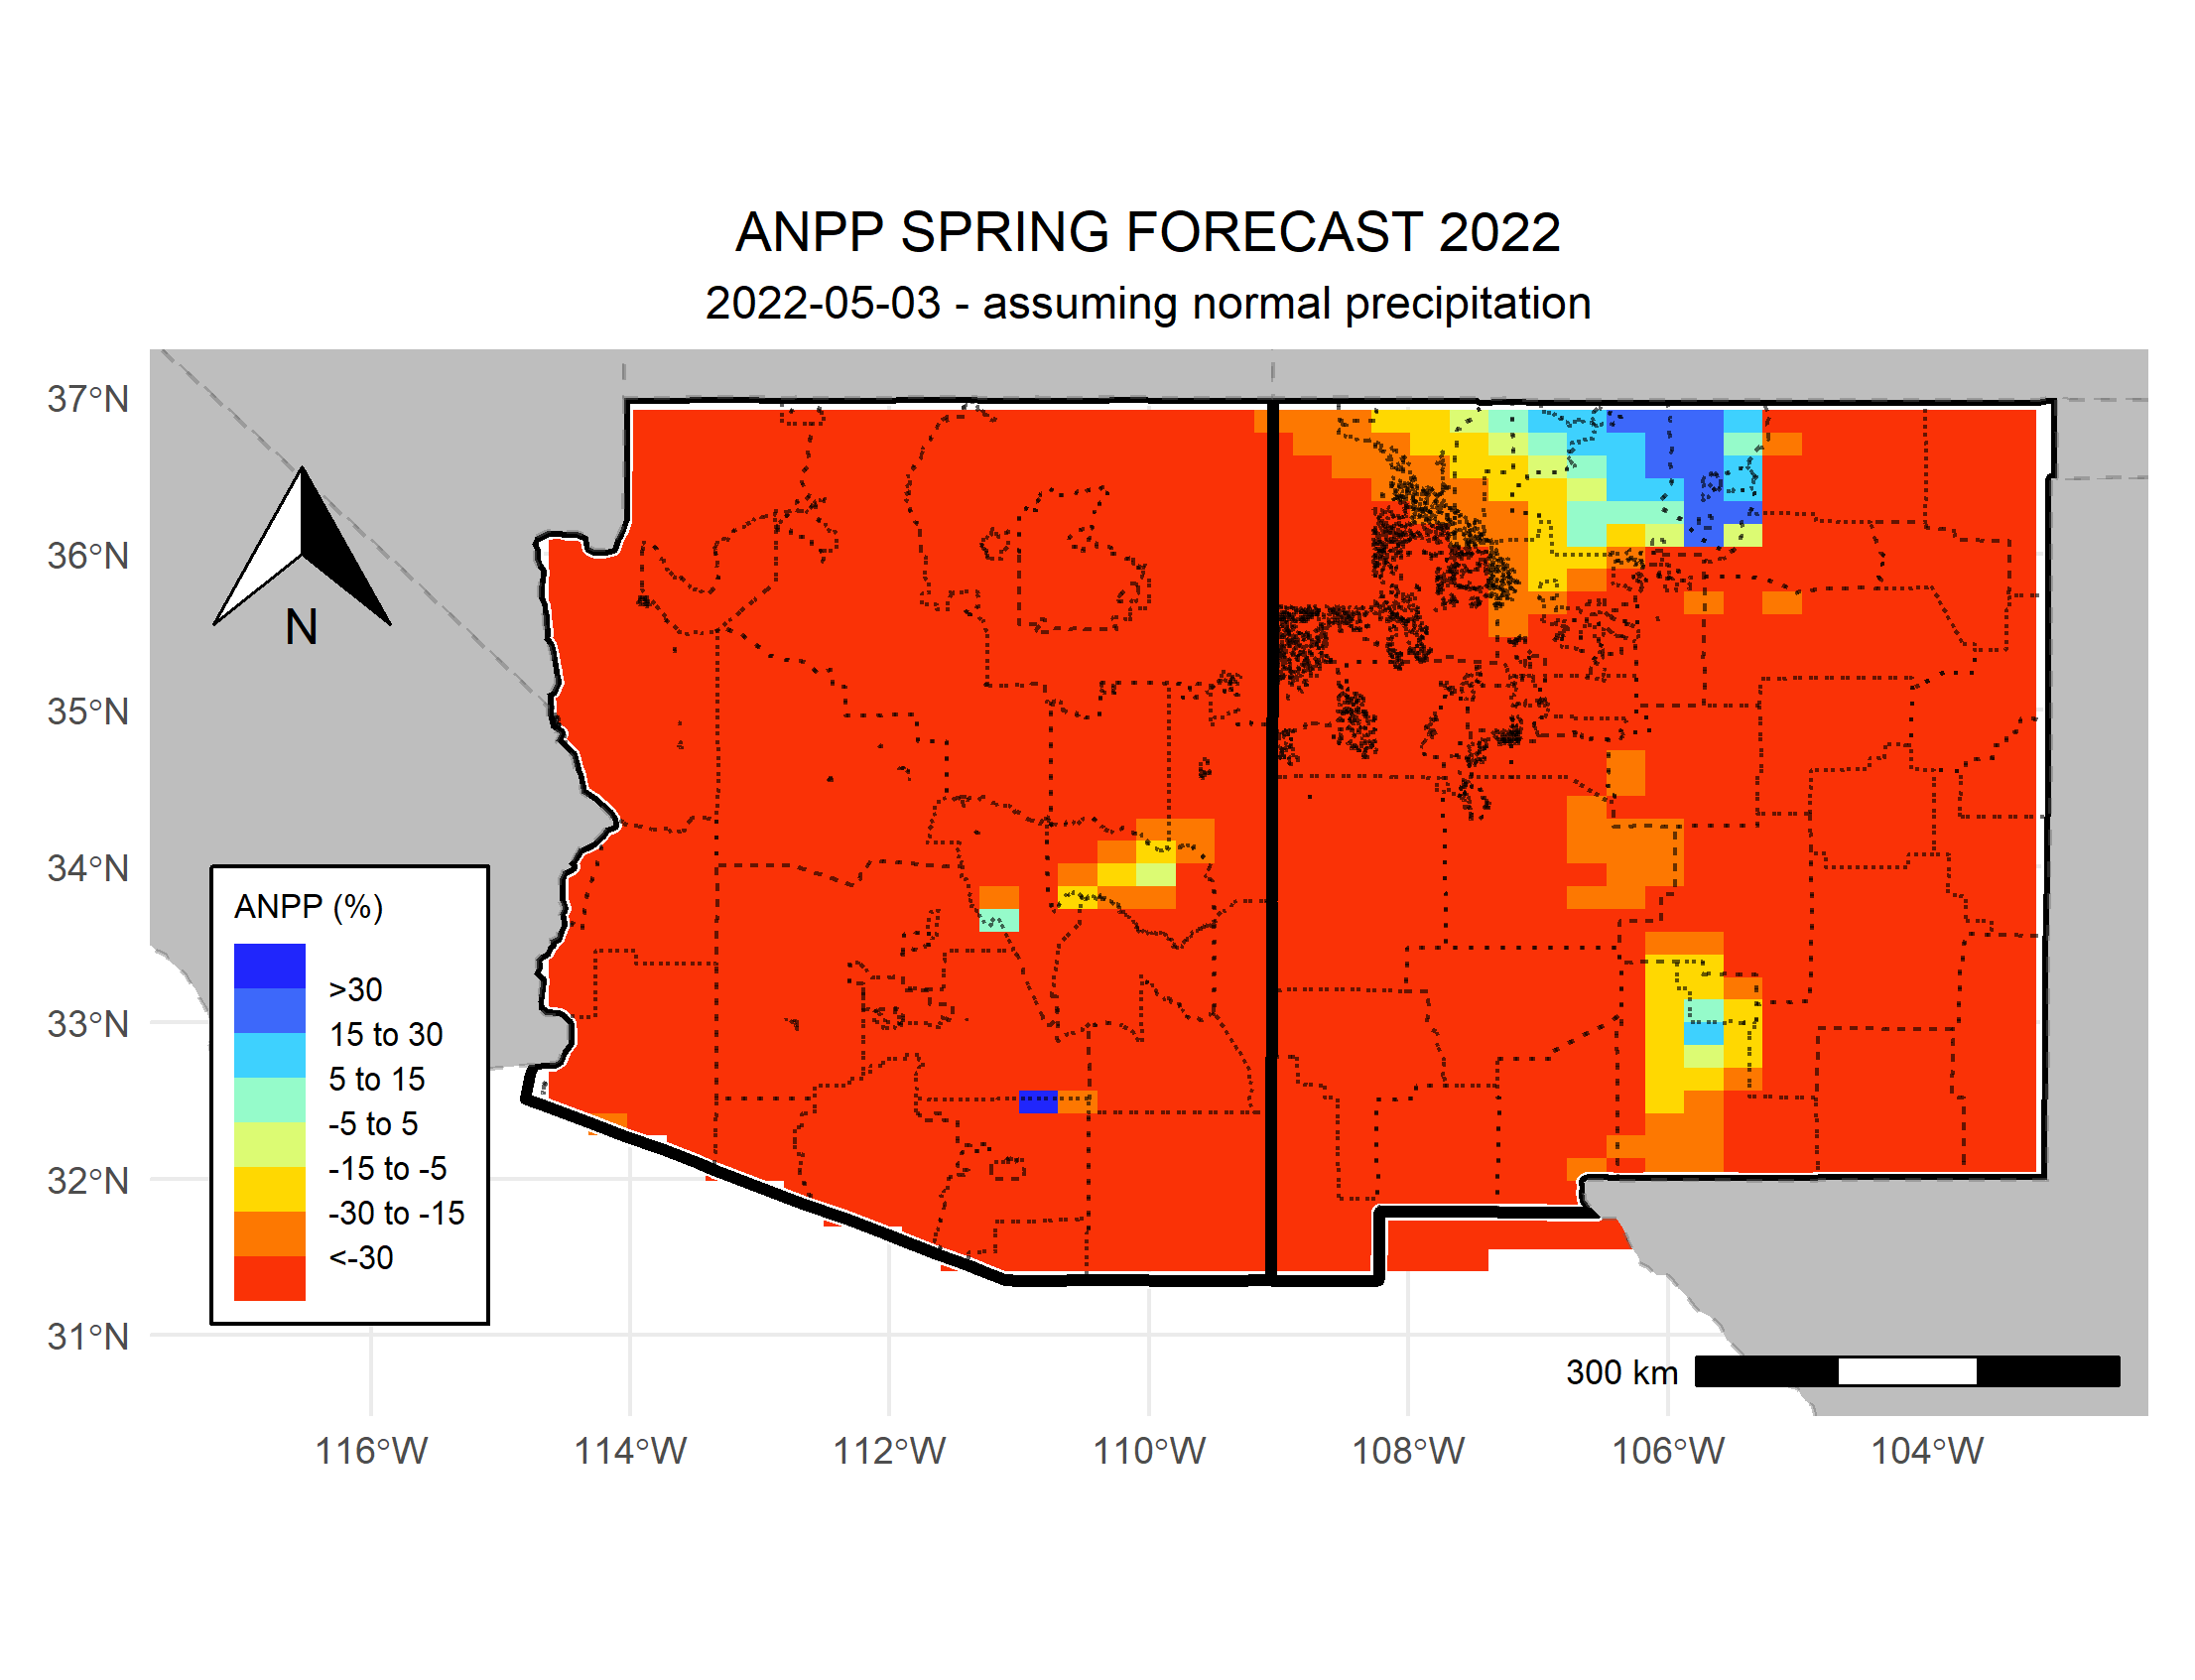 ANPP SPRING FORECAST 2022
2022-05-03 - assuming normal precipitation
37°N
36°N
35°N
34°N
33°N
32°N
31°N
N
ANPP (%)
>30
15 to 30
5 to 15
-5 to 5
-15 to -5
-30 to -15
<-30
300 km
116°W
114°W
112°W
110°W
108°W
106°W
104°W